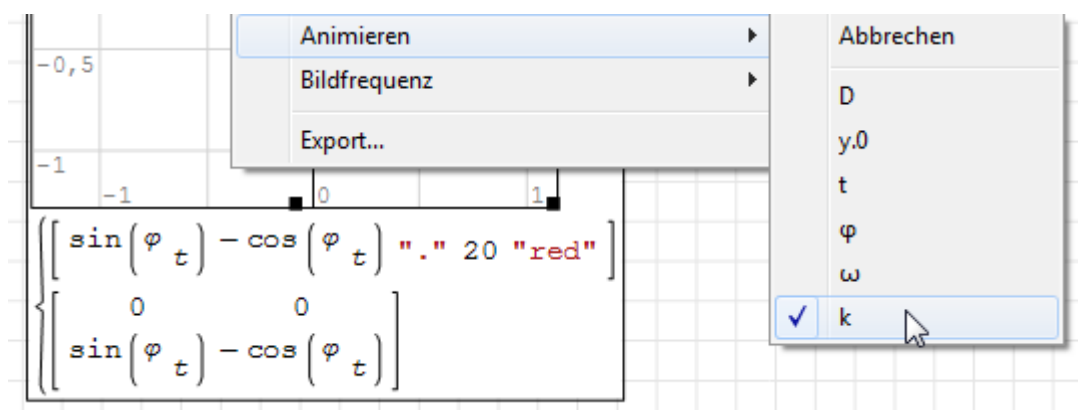 Animieren
Abbrechen
-0,5
Bildfrequenz
D
Export...
y.0
-1
t
-1 0 1
sin(φ t) -cos(φ t) "." 20 "red"
φ
ω
0 0
k
sin(φ t) -cos(φ t)